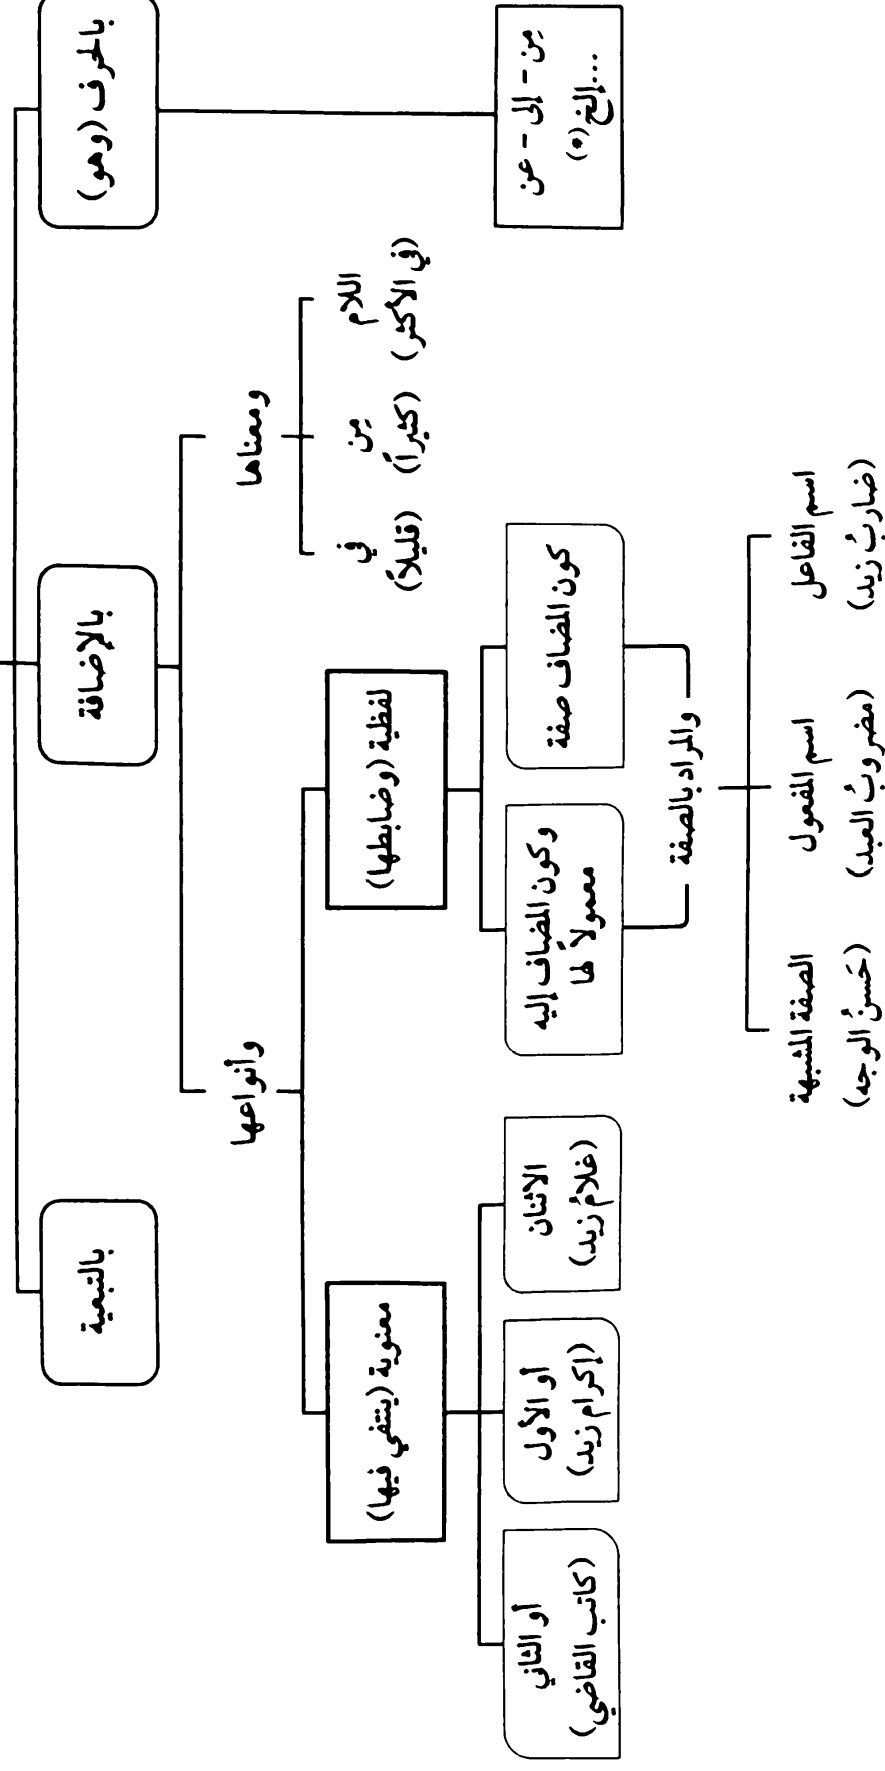 بالحرف (وهو)
بالإضافة
بالتبعية
مِن - إلى - عن
...إلخ(*)
ومعناها
وأنواعها
اللام
(في الأكثر)
مِن
(كثيراً)
في
(قليلاً)
لفظية (وضابطها)
معنوية (ينتفي فيها)
كون المضاف صفة
وكون المضاف إليه
معمولاً لها
الاثنان
(غلامُ زيد)
أو الأول
(إكرام زيد)
أو الثاني
(كاتب القاضي)
والمراد بالصفة
اسم الفاعل
(ضاربُ زيد)
اسم المفعول
(مضروبُ العبد)
الصفة المشبهة
(حَسَنُ الوجه)